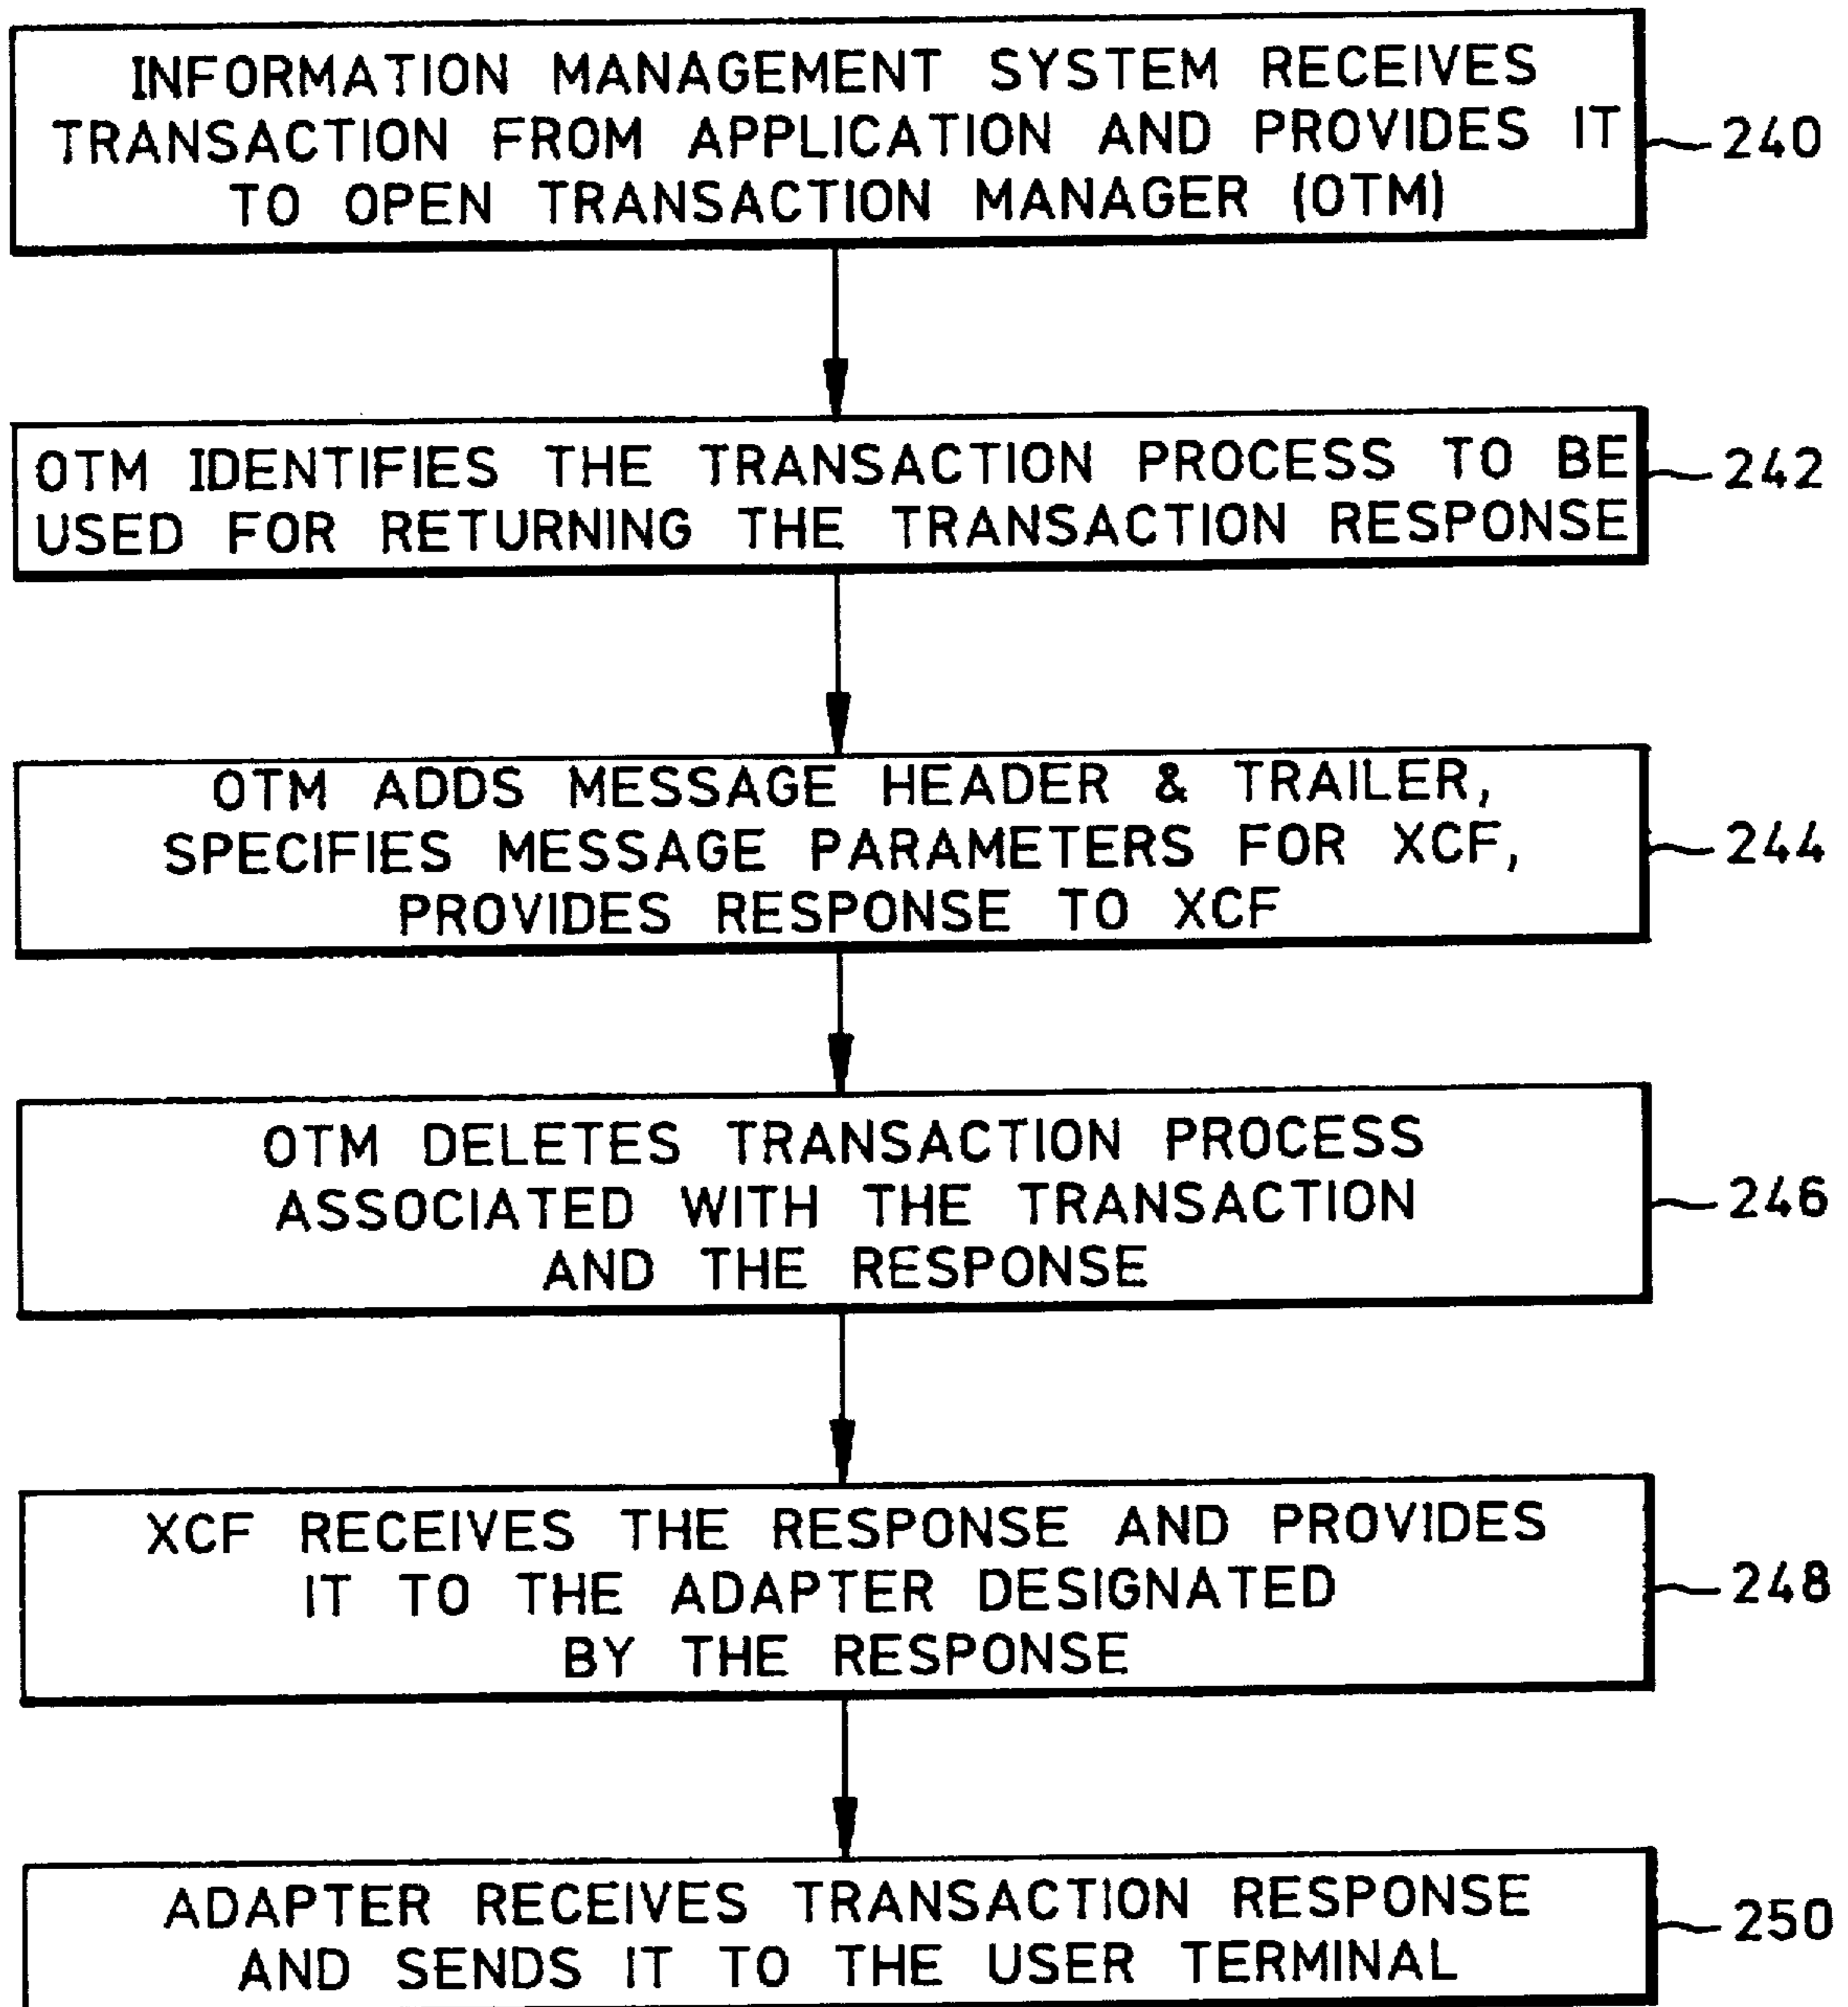 INFORMATION MANAGEMENT SYSTEM RECEIVES
TRANSACTION FROM APPLICATION AND PROVIDES IT
TO OPEN TRANSACTION MANAGER (OTM)
240
OTM IDENTIFIES THE TRANSACTION PROCESS TO BE
USED FOR RETURNING THE TRANSACTION RESPONSE
242
OTM ADDS MESSAGE HEADER & TRAILER,
SPECIFIES MESSAGE PARAMETERS FOR XCF,
PROVIDES RESPONSE TO XCF
244
OTM DELETES TRANSACTION PROCESS
ASSOCIATED WITH THE TRANSACTION
AND THE RESPONSE
246
XCF RECEIVES THE RESPONSE AND PROVIDES
IT TO THE ADAPTER DESIGNATED
BY THE RESPONSE
248
ADAPTER RECEIVES TRANSACTION RESPONSE
AND SENDS IT TO THE USER TERMINAL
250